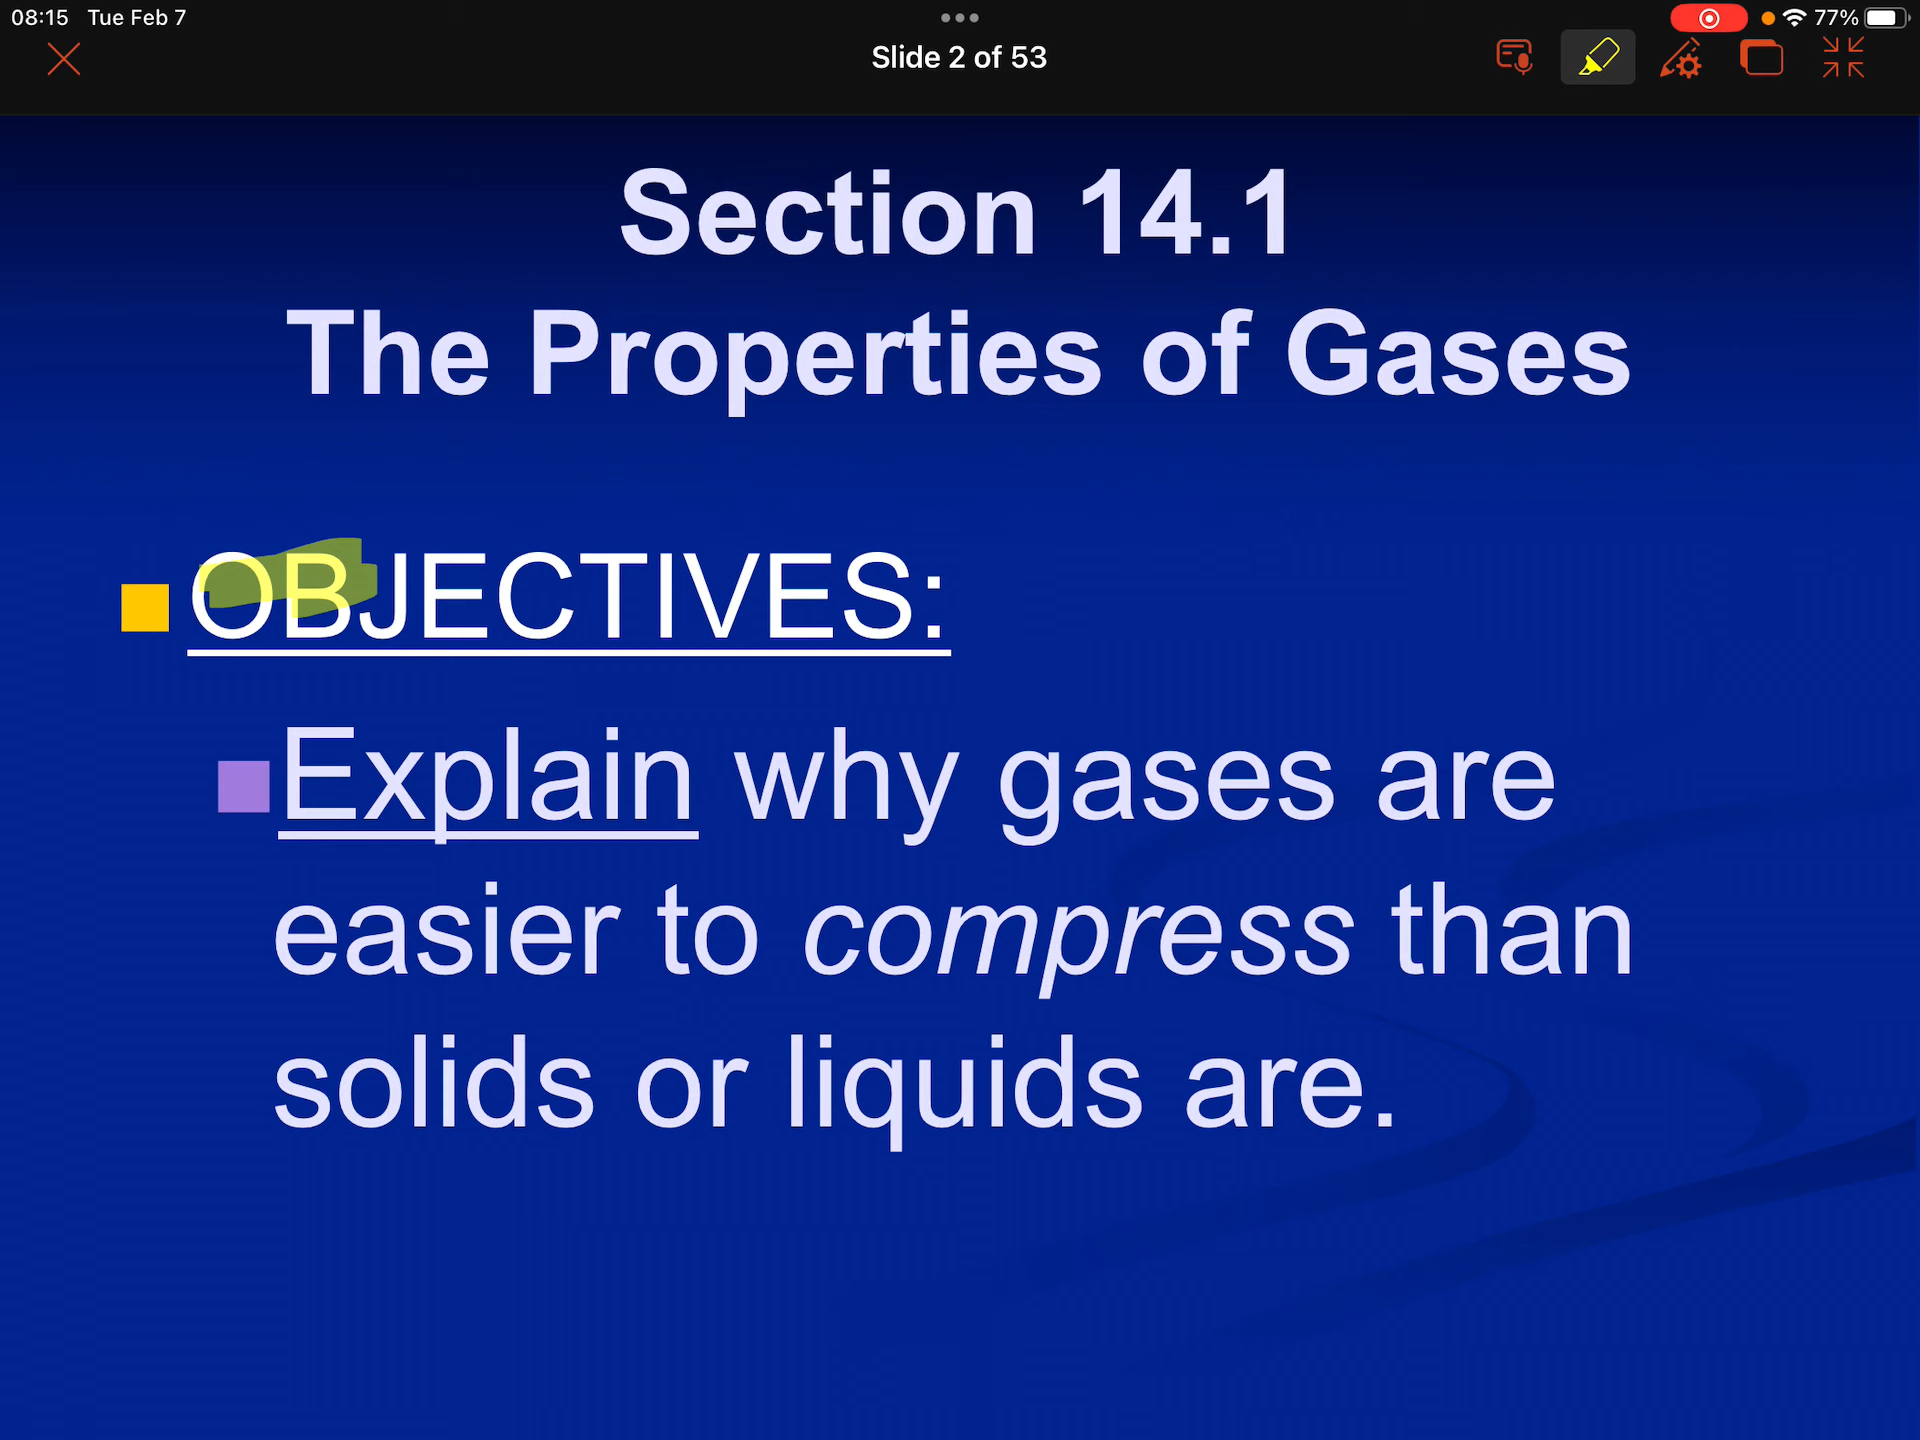 08:15 Tue Feb 7
77%
Slide 2 of 53
Section 14.1
The Properties of Gases
OBJECTIVES:
Explain why gases are
easier to compress than
solids or liquids are.